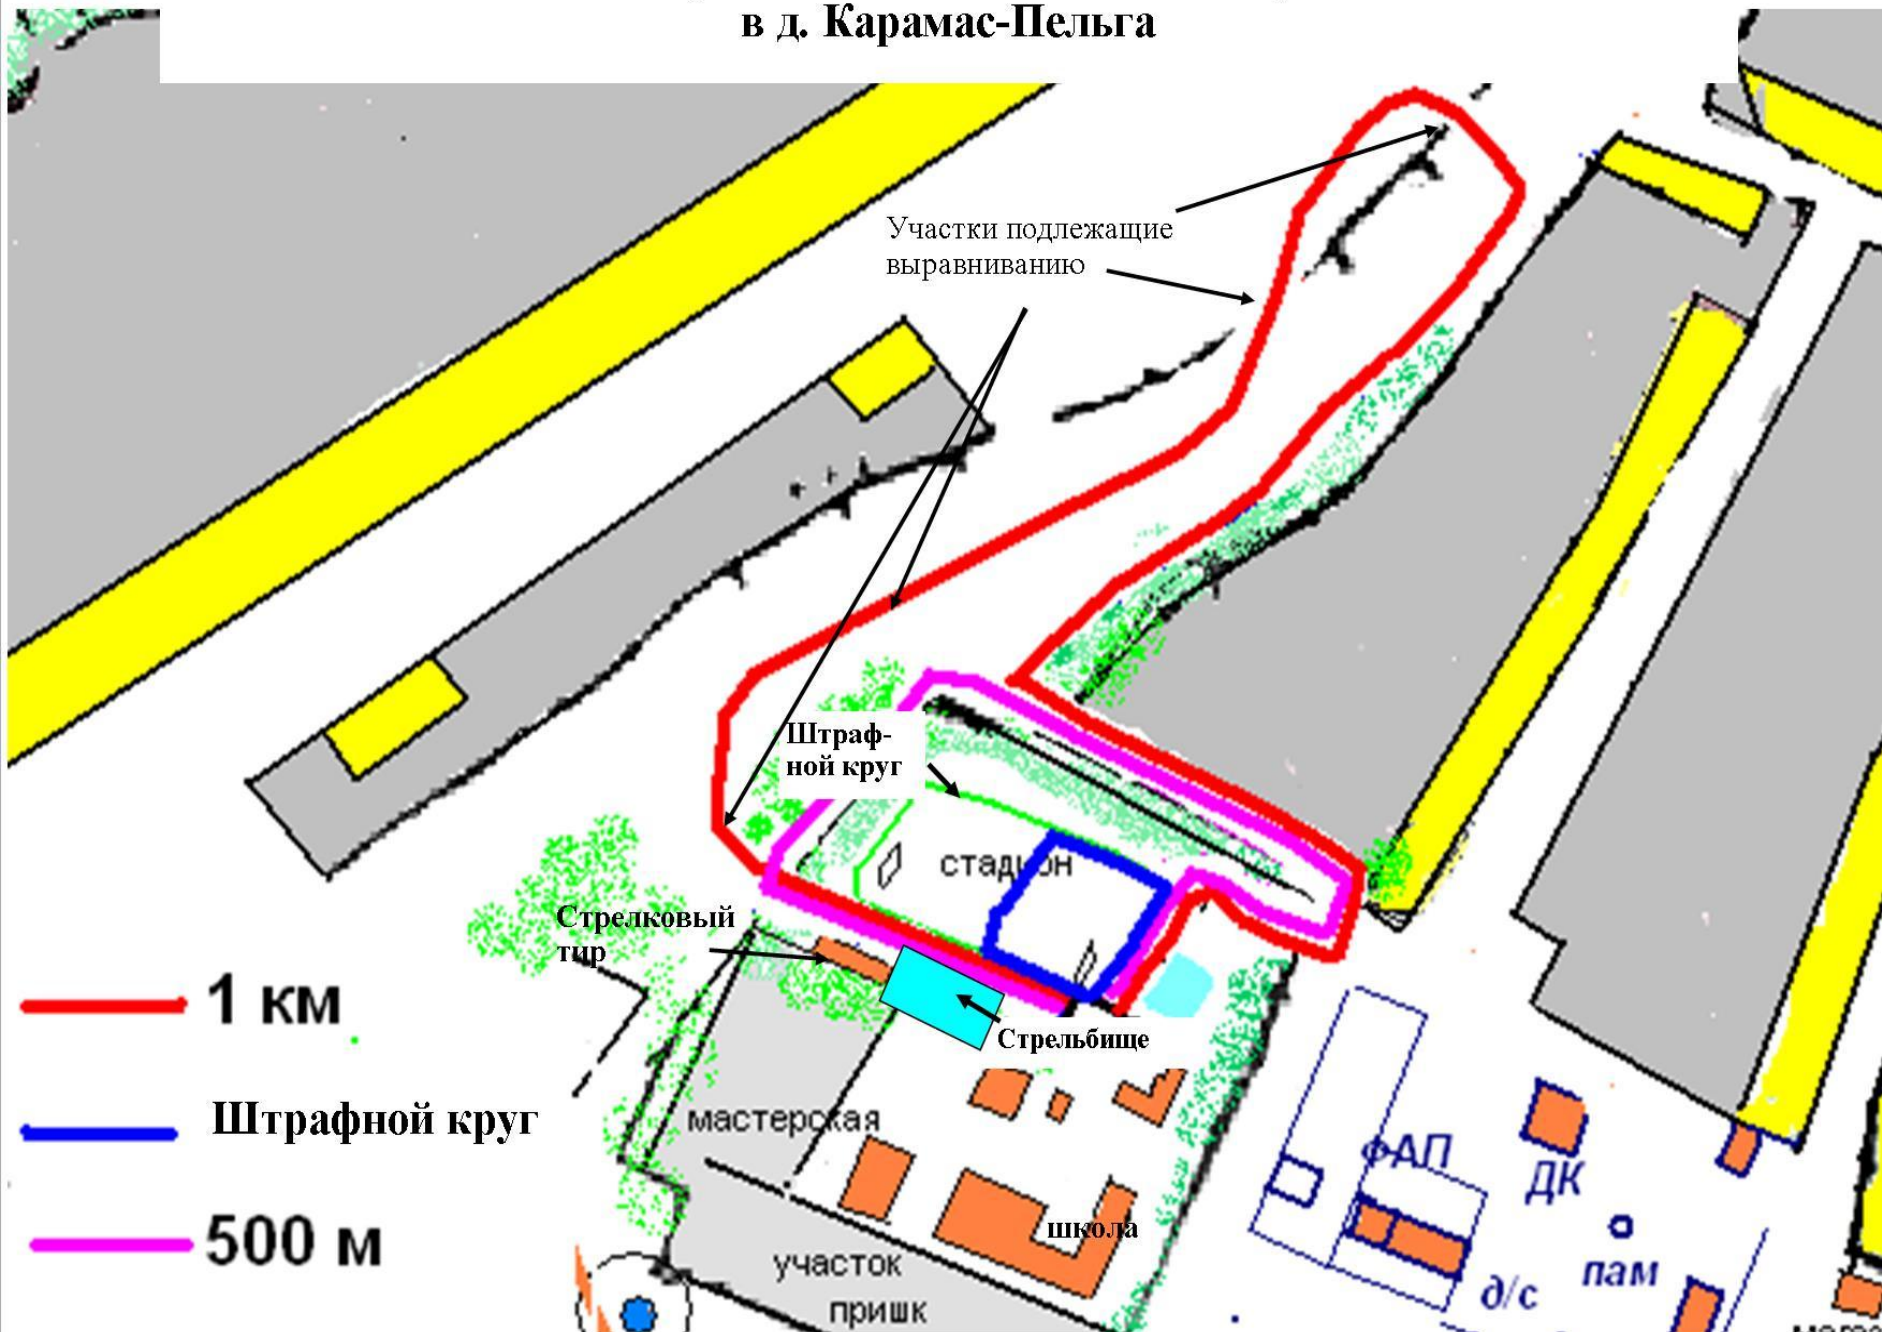 в д. Карамас-Пельга
Участки подлежащие
выравниванию
Штраф-
ной круг
стадион
Стрелковый
тир
1 км
Стрельбище
Штрафной круг
мастерская
фАП
ДК
500 м
школа
участок
пришк
пам
д/с